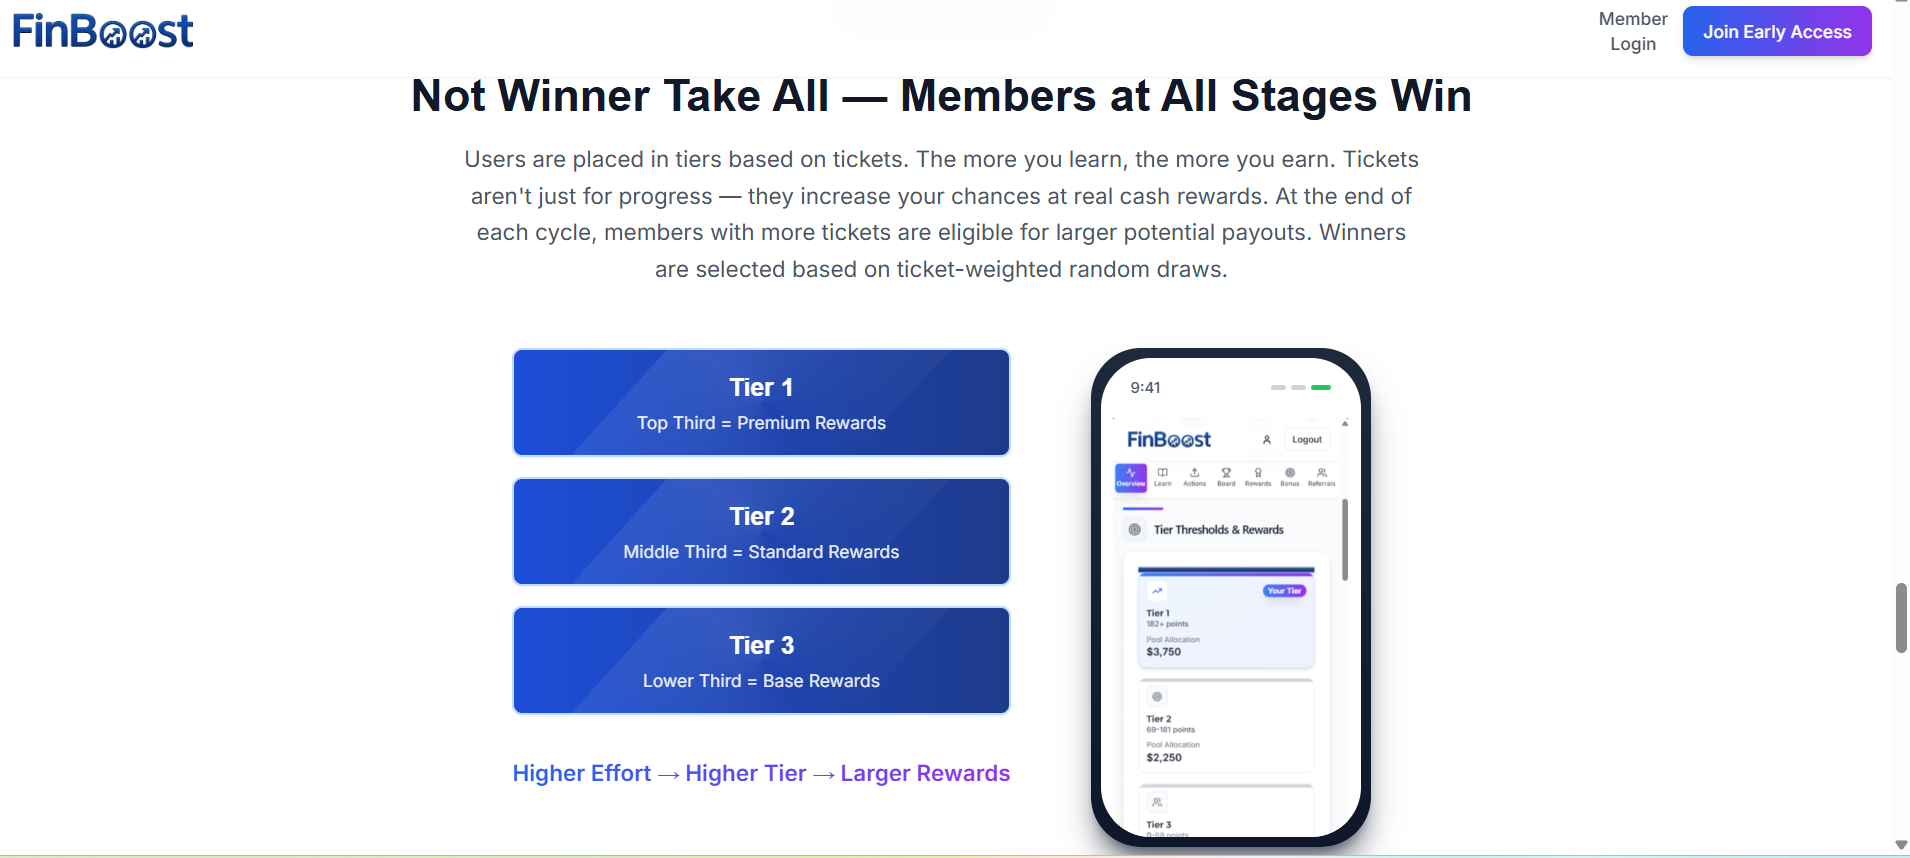 FinBoost
Member
Login
Join Early Access
Not Winner Take All — Members at All Stages Win
Users are placed in tiers based on tickets. The more you learn, the more you earn. Tickets
aren't just for progress — they increase your chances at real cash rewards. At the end of
each cycle, members with more tickets are eligible for larger potential payouts. Winners
are selected based on ticket-weighted random draws.
Tier 1
Top Third = Premium Rewards
Tier 2
Middle Third = Standard Rewards
Tier 3
Lower Third = Base Rewards
Higher Effort → Higher Tier → Larger Rewards
9:41
FinBoost
Logout
Overview Learn Actions Board Rewards Bonus Referrals
Tier Thresholds & Rewards
Your Tier
Tier 1
182+ points
Pool Allocation
$3,750
Tier 2
69-181 points
Pool Allocation
$2,250
Tier 3
0-68 points